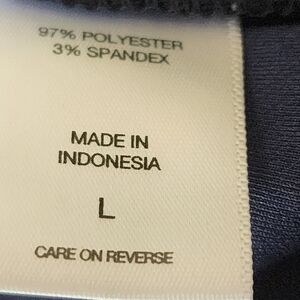 97% POLYESTER
3% SPANDEX
MADE IN
INDONESIA
L
CARE ON REVERSE